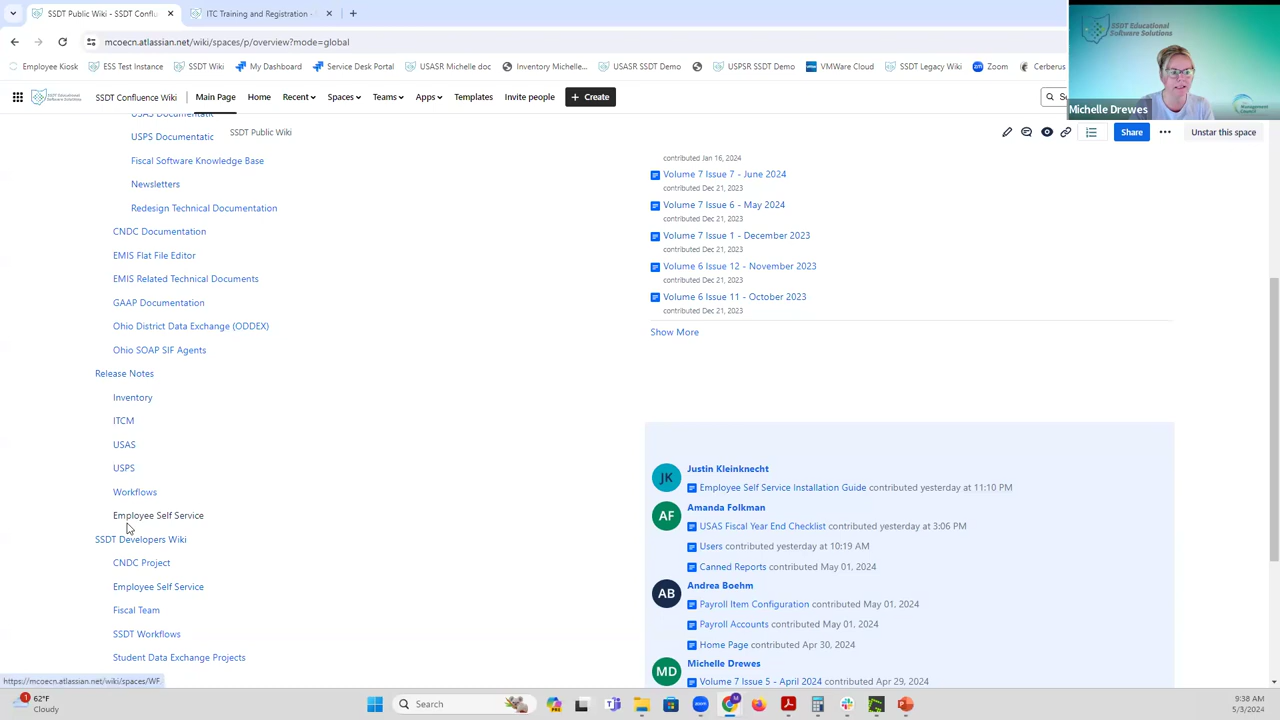 SSDT Public Wiki - SSDT Conflu
ITC Training and Registration -
mcoecn.atlassian.net/wiki/spaces/p/overview?mode=global
Employee Kiosk
ESS Test Instance
SSDT Wiki
My Dashboard
Service Desk Portal
USASR Michelle
Inventory Michelle...
USASR SSDT Demo
USPSR SSDT Demo
VMWare Cloud
SSDT Legacy Wiki
Zoom
Cerberus
SSDT Educational
Software Solutions
Management
Council
Michelle Drewes
SSDT Confluence Wiki
Main Page
Home
Recent
Spaces
Teams
Apps
Templ
Invite people
Create
USAS Documentatic
SSDT Public Wiki
Share
Unstar this space
USPS Documentatic
Fiscal Software Knowledge Base
Newsletters
Redesign Technical Documentation
CNDC Documentation
EMIS Flat File Editor
EMIS Related Technical Documents
GAAP Documentation
Ohio District Data Exchange (ODDEX)
Ohio SOAP SIF Agents
Release Notes
Inventory
ITCM
USAS
USPS
Workflows
Employee Self Service
SSDT Developers Wiki
CNDC Project
Employee Self Service
Fiscal Team
SSDT Workflows
Student Data Exchange Projects
contributed Jan 16, 2024
Volume 7 Issue 7 - June 2024
contributed Dec 21, 2023
Volume 7 Issue 6 - May 2024
contributed Dec 21, 2023
Volume 7 Issue 1 - December 2023
contributed Dec 21, 2023
Volume 6 Issue 12 - November 2023
contributed Dec 21, 2023
Volume 6 Issue 11 - October 2023
contributed Dec 21, 2023
Show More
JK
Justin Kleinknecht
Employee Self Service Installation Guide contributed yesterday at 11:10 PM
AF
Amanda Folkman
USAS Fiscal Year End Checklist contributed yesterday at 3:06 PM
Users contributed yesterday at 10:19 AM
Canned Reports contributed May 01, 2024
AB
Andrea Boehm
Payroll Item Configuration contributed May 01, 2024
Payroll Accounts contributed May 01, 2024
Home Page contributed Apr 30, 2024
MD
Michelle Drewes
Volume 7 Issue 5 - April 2024 contributed Apr 29, 2024
https://mcoecn.atlassian.net/wiki/spaces/WF
1
62°F
Cloudy
Search
9:38 AM
5/3/2024